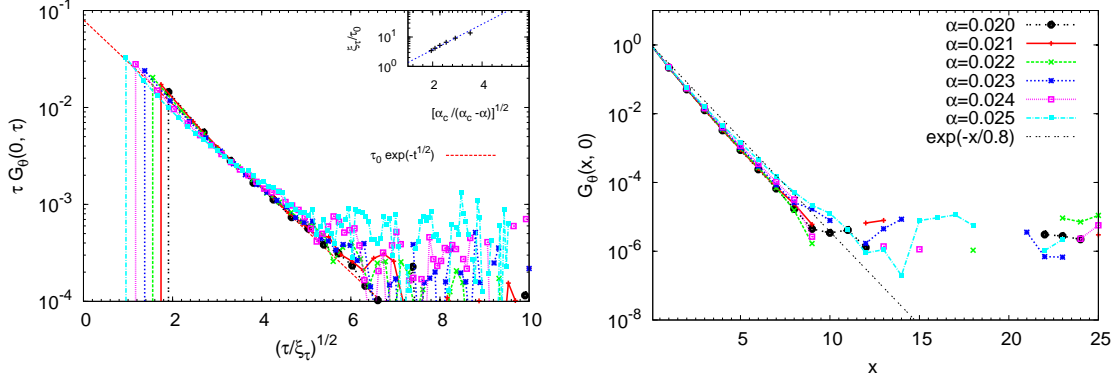 10^{-1}
10^{-2}
10^{-3}
10^{-4}
τ G_θ(0, τ)
0 2 4 6 8 10
(τ/ξ_τ)^{1/2}
τ_0 exp(-t^{1/2})
ξ_τ/τ_0
10^1
10^0
2 4
[α_c /(α_c -α)]^{1/2}
10^0
10^{-2}
10^{-4}
10^{-6}
10^{-8}
G_θ(x, 0)
5 10 15 20 25
x
α=0.020
α=0.021
α=0.022
α=0.023
α=0.024
α=0.025
exp(-x/0.8)